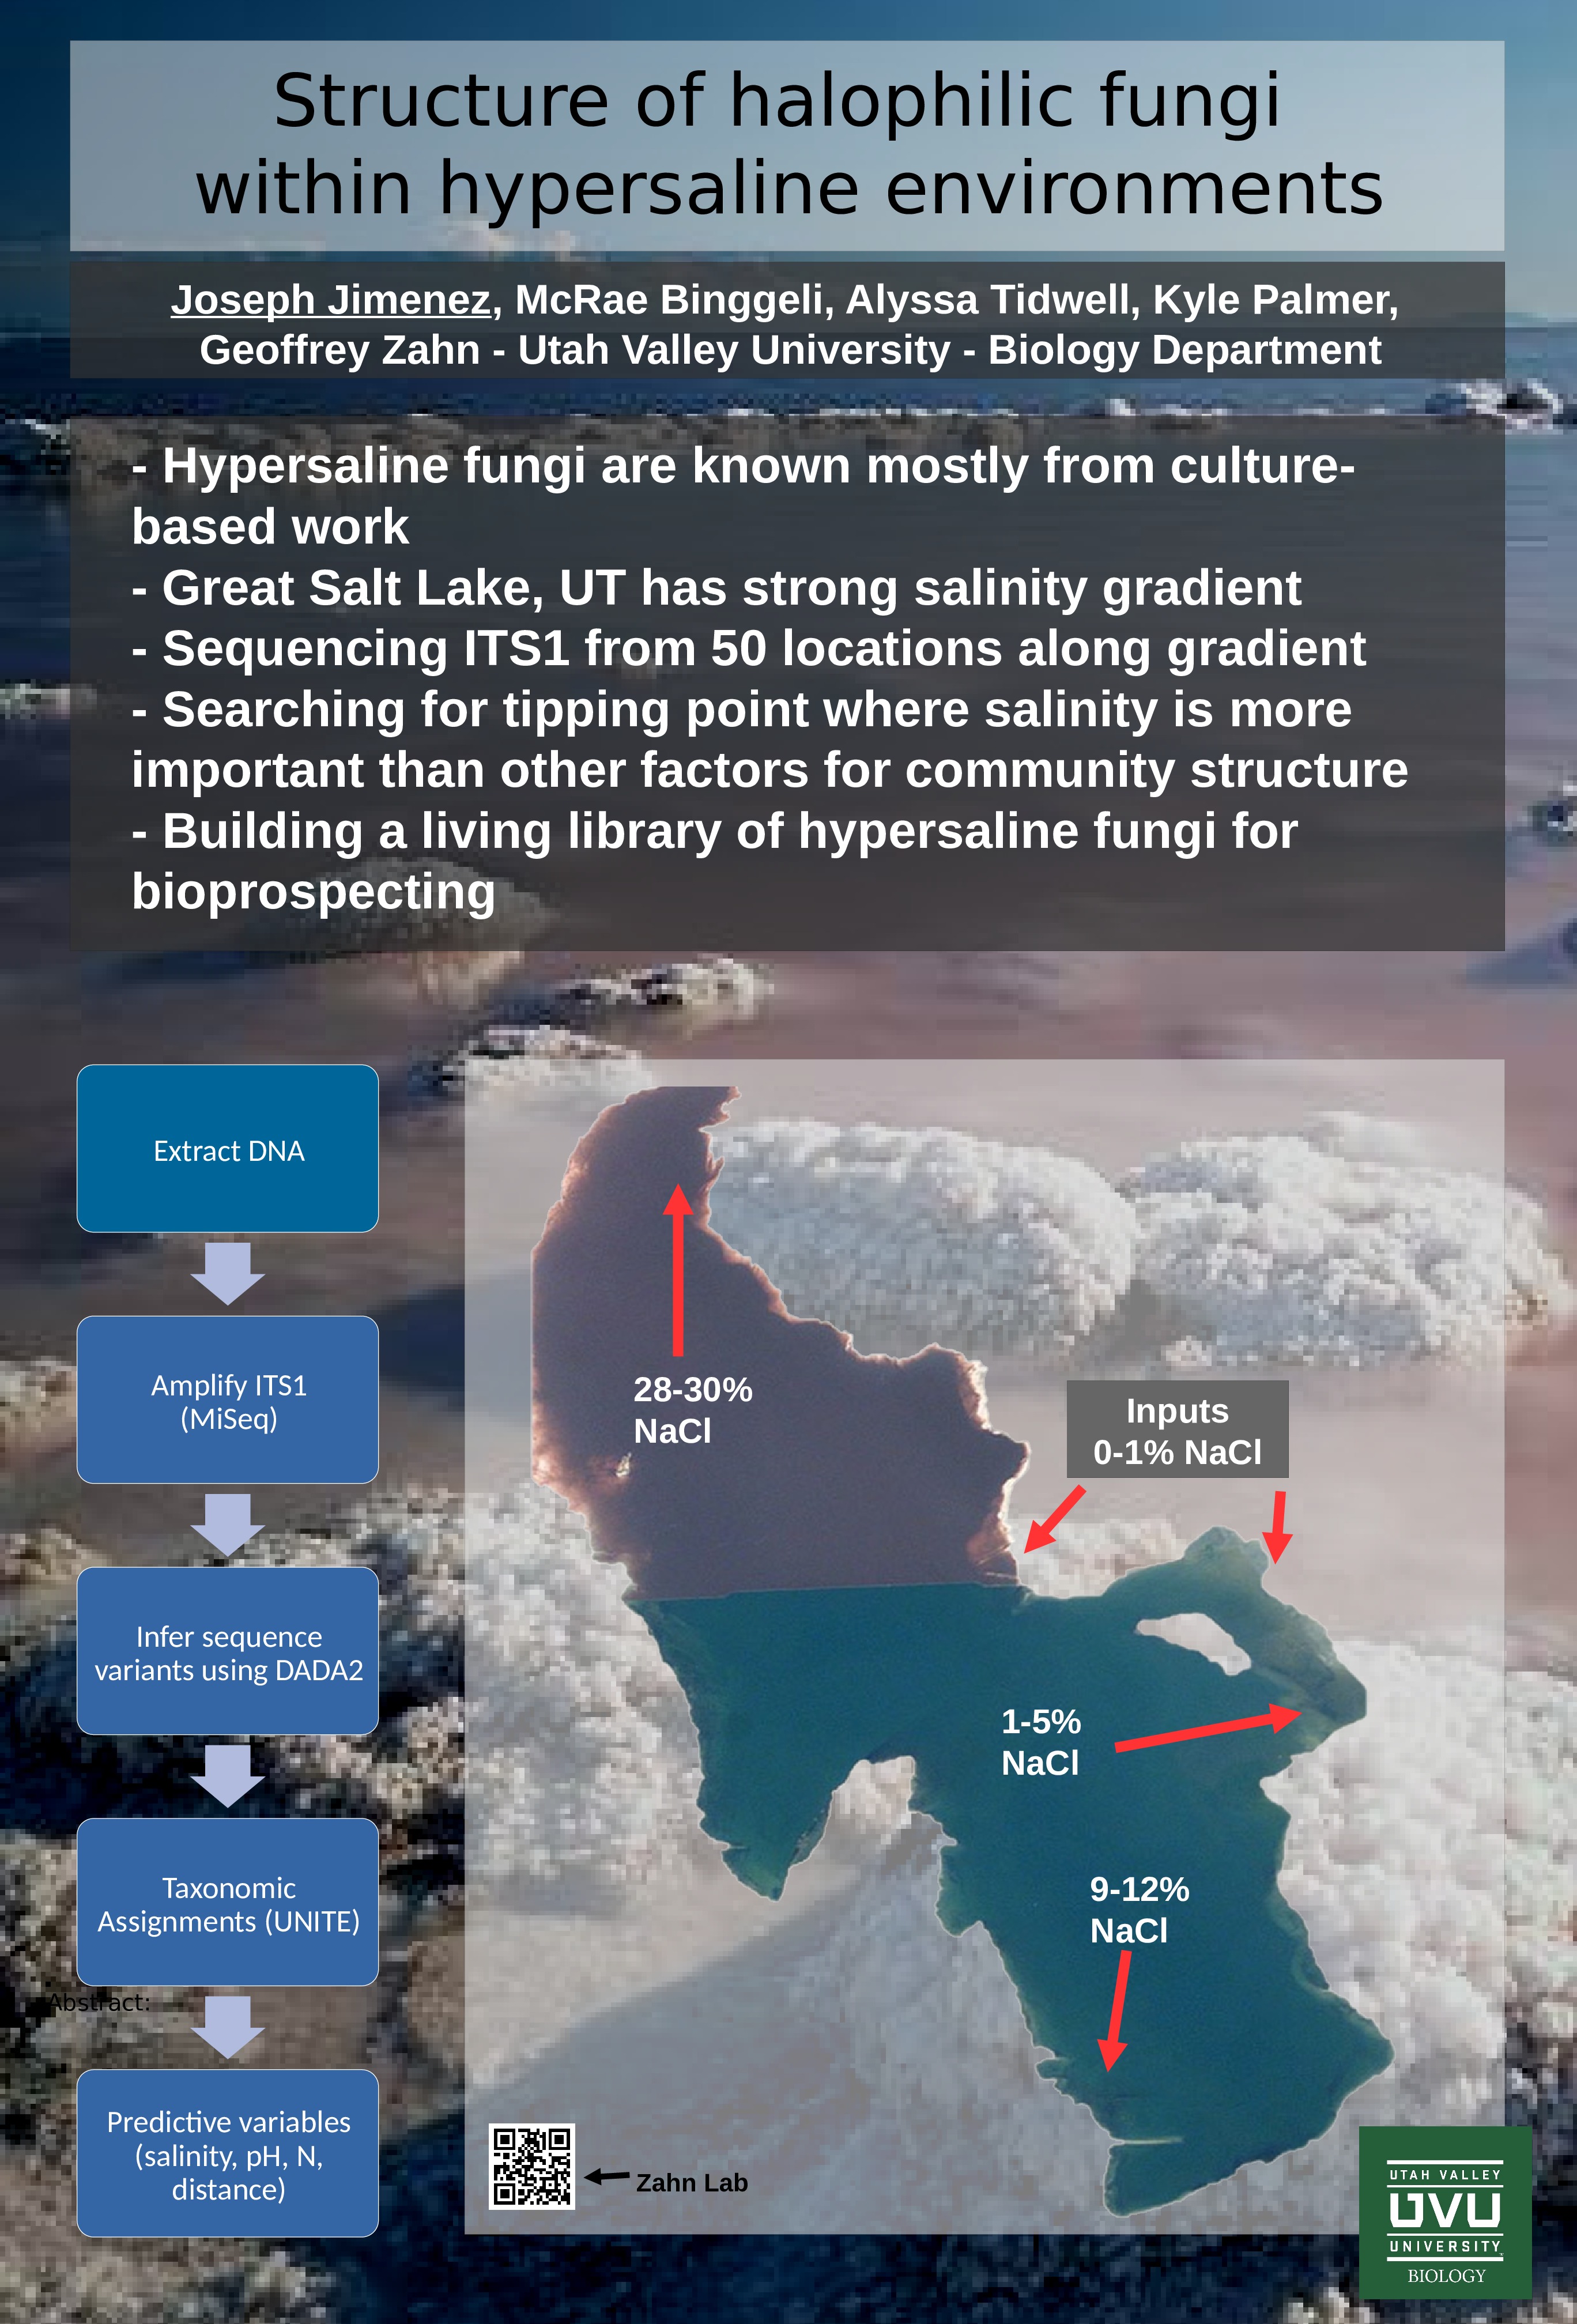 Structure of halophilic fungi
within hypersaline environments
Joseph Jimenez, McRae Binggeli, Alyssa Tidwell, Kyle Palmer,
Geoffrey Zahn - Utah Valley University - Biology Department
- Hypersaline fungi are known mostly from culture-
based work
- Great Salt Lake, UT has strong salinity gradient
- Sequencing ITS1 from 50 locations along gradient
- Searching for tipping point where salinity is more
important than other factors for community structure
- Building a living library of hypersaline fungi for
bioprospecting
Extract DNA
Amplify ITS1
(MiSeq)
Infer sequence
variants using DADA2
Taxonomic
Assignments (UNITE)
Abstract:
Predictive variables
(salinity, pH, N,
distance)
28-30%
NaCl
Inputs
0-1% NaCl
1-5%
NaCl
9-12%
NaCl
Zahn Lab
UTAH VALLEY
UVU
UNIVERSITY
BIOLOGY